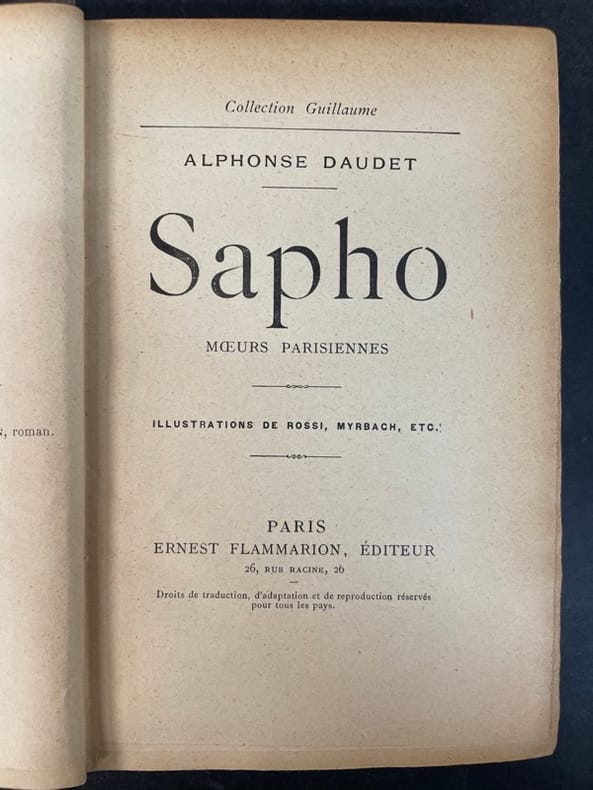 Collection Guillaume
ALPHONSE DAUDET
Sapho
MŒURS PARISIENNES
ILLUSTRATIONS DE ROSSI, MYRBACH, ETC.
PARIS
ERNEST FLAMMARION, ÉDITEUR
26, RUE RACINE, 26
Droits de traduction, d'adaptation et de reproduction réservés
pour tous les pays.
, roman.